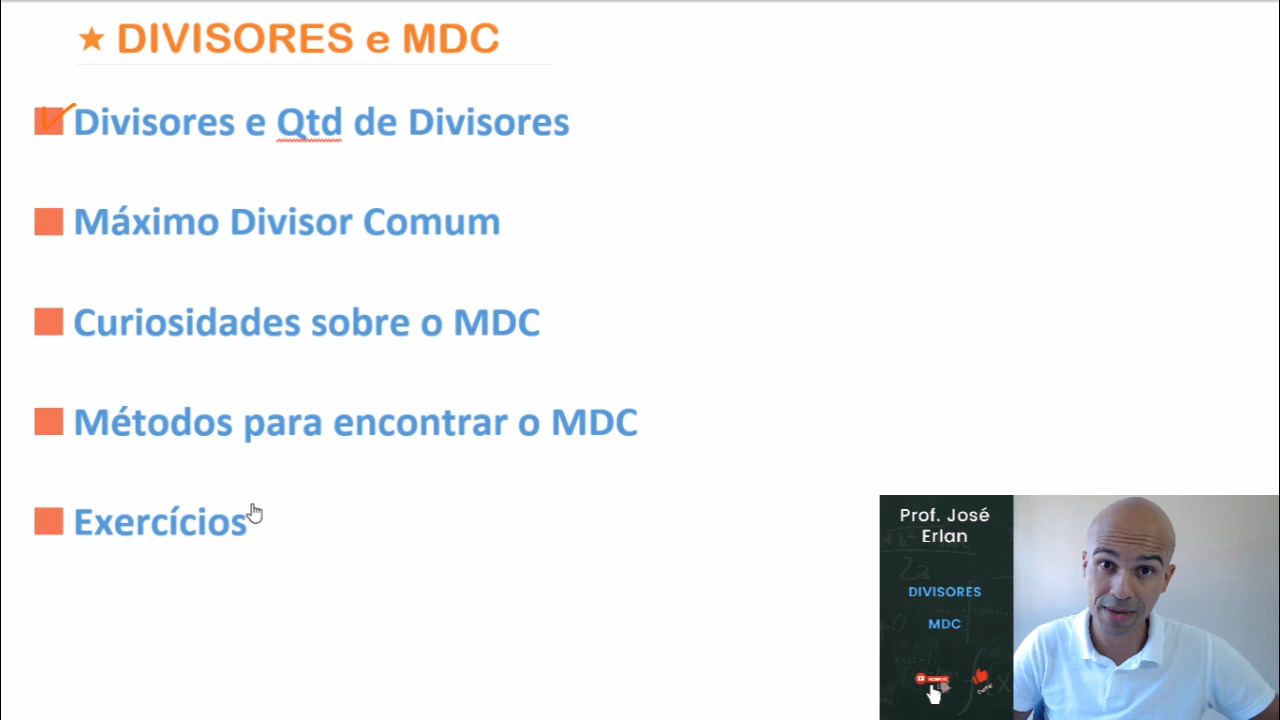 ★ DIVISORES e MDC
Divisores e Qtd de Divisores
Máximo Divisor Comum
Curiosidades sobre o MDC
Métodos para encontrar o MDC
Exercícios
Prof. José
Erlan
DIVISORES
MDC